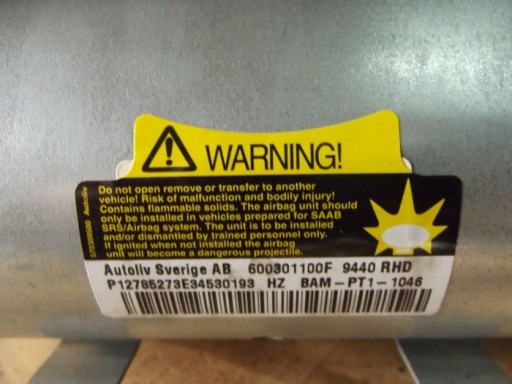 WARNING!
Do not open remove or transfer to another
vehicle! Risk of malfunction and bodily injury!
Contains flammable solids. The airbag unit should
only be installed in vehicles prepared for SAAB
SRS/Airbag system. The unit is to be installed
and/or dismantled by trained personnel only.
If ignited when not installed the airbag
unit will become a dangerous projectile.
Autoliv
Autoliv Sverige AB 600301100F 9440 RHD
P12785273E34530193 HZ BAM-PT1-1046